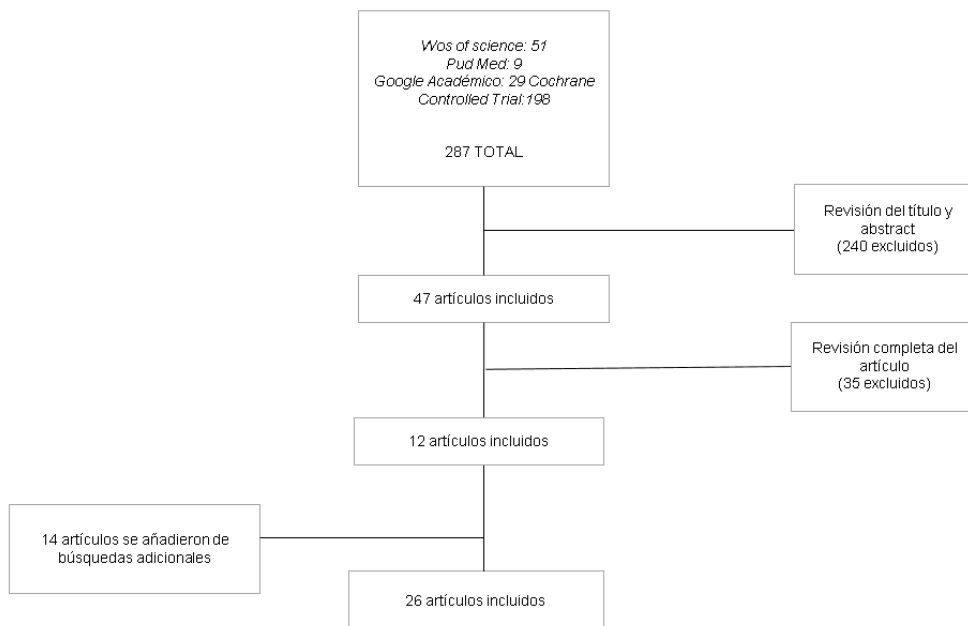 Wos of science: 51
Pud Med: 9
Google Académico: 29 Cochrane
Controlled Trial:198
287 TOTAL
Revisión del título y
abstract
(240 excluidos)
47 artículos incluidos
Revisión completa del
artículo
(35 excluidos)
12 artículos incluidos
14 artículos se añadieron de
búsquedas adicionales
26 artículos incluidos